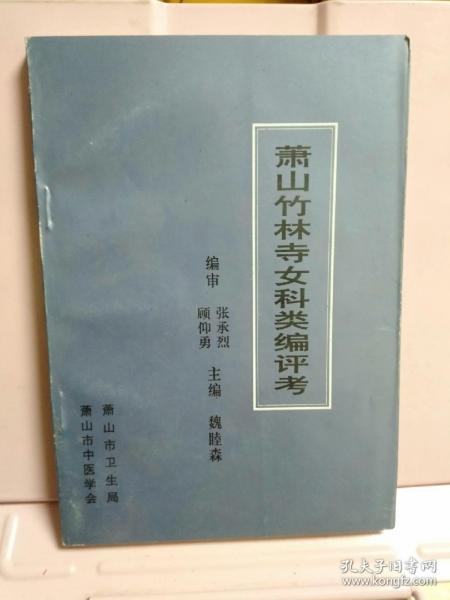 萧山竹林寺女科类编评考
编审 张承烈
顾仰勇
主编 魏睦森
萧山市卫生局
萧山市中医学会
孔夫子旧书网
www.kongfz.com